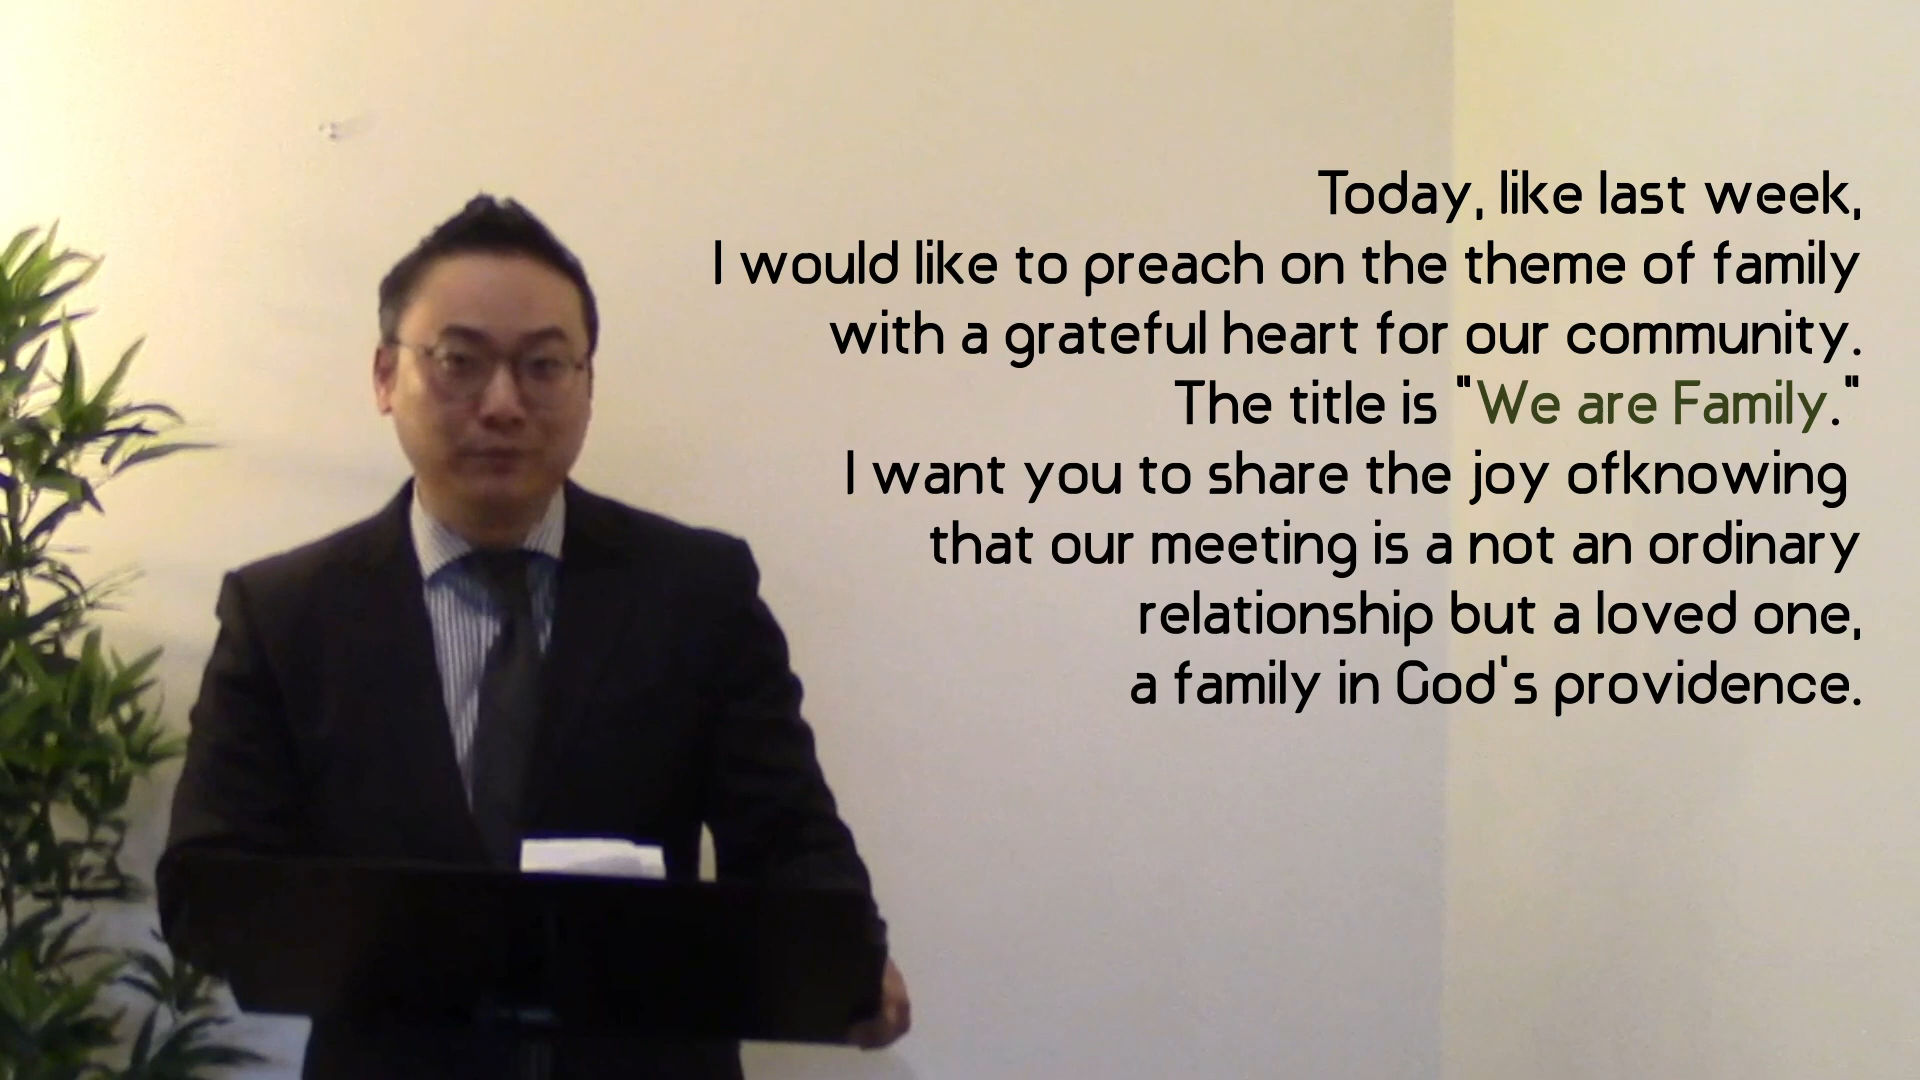 Today, like last week,
I would like to preach on the theme of family
with a grateful heart for our community.
The title is "We are Family."
I want you to share the joy ofknowing
that our meeting is a not an ordinary
relationship but a loved one,
a family in God's providence.